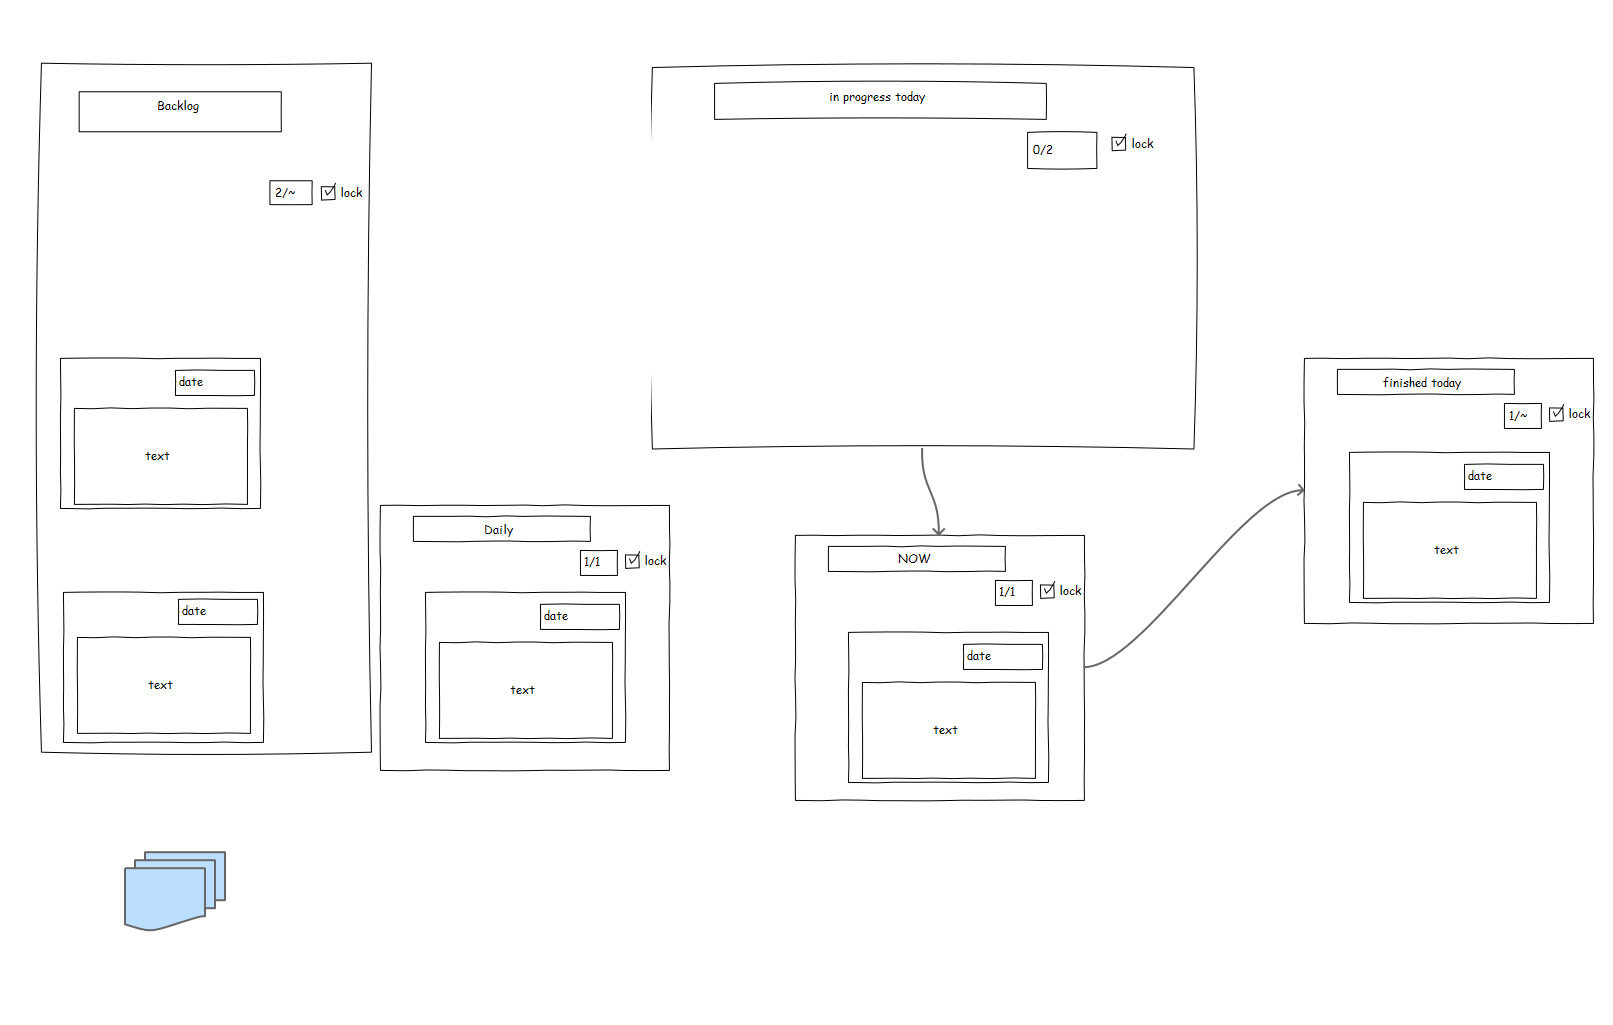 Backlog
2/~
lock
date
text
date
text
Daily
1/1
lock
date
text
in progress today
0/2
lock
NOW
1/1
lock
date
text
finished today
1/~
lock
date
text